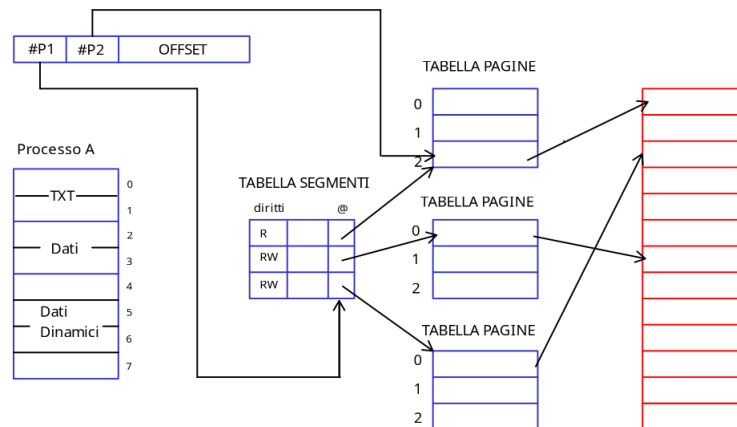 #P1 #P2 OFFSET
TABELLA PAGINE
0
1
2
Processo A
TXT
Dati
Dati
Dinamici
0
1
2
3
4
5
6
7
TABELLA SEGMENTI
diritti @
R
RW
RW
TABELLA PAGINE
0
1
2
TABELLA PAGINE
0
1
2